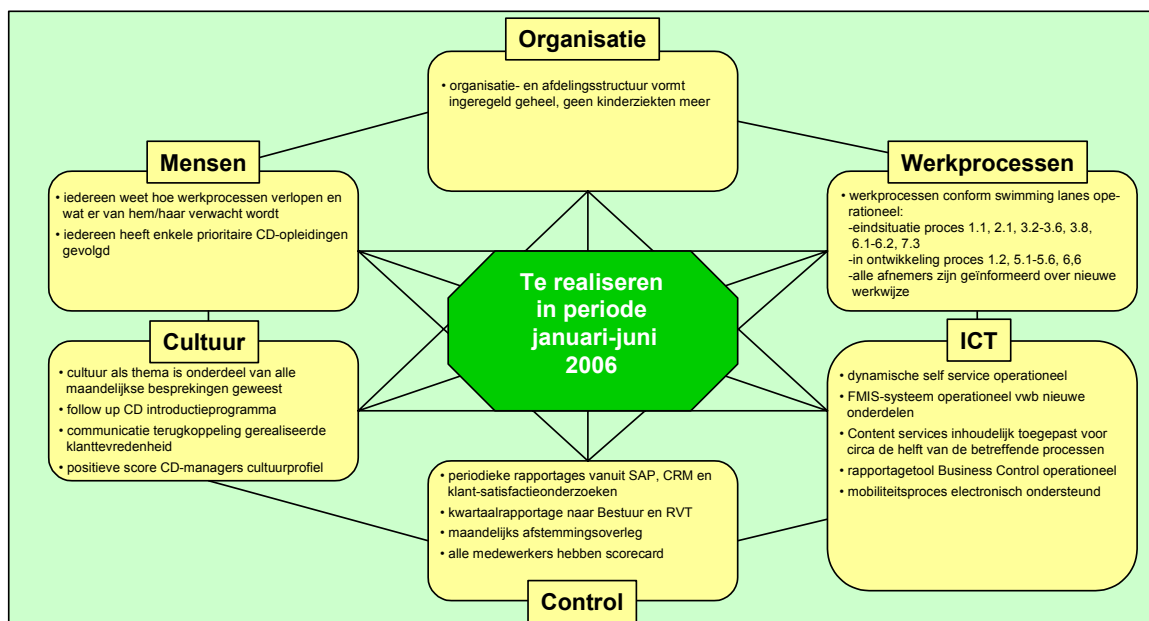 Organisatie
• organisatie- en afdelingsstructuur vormt
ingeregeld geheel, geen kinderziekten meer
Mensen
• iedereen weet hoe werkprocessen verlopen en
wat er van hem/haar verwacht wordt
• iedereen heeft enkele prioritaire CD-opleidingen
gevolgd
Werkprocessen
• werkprocessen conform swimming lanes ope-
rationeel:
-eindsituatie proces 1.1, 2.1, 3.2-3.6, 3.8,
6.1-6.2, 7.3
-in ontwikkeling proces 1.2, 5.1-5.6, 6,6
-alle afnemers zijn geïnformeerd over nieuwe
werkwijze
Te realiseren
in periode
januari-juni
2006
Cultuur
• cultuur als thema is onderdeel van alle
maandelijkse besprekingen geweest
• follow up CD introductieprogramma
• communicatie terugkoppeling gerealiseerde
klanttevredenheid
• positieve score CD-managers cultuurprofiel
ICT
• dynamische self service operationeel
• FMIS-systeem operationeel vwb nieuwe
onderdelen
• Content services inhoudelijk toegepast voor
circa de helft van de betreffende processen
• rapportagetool Business Control operationeel
• mobiliteitsproces electronisch ondersteund
• periodieke rapportages vanuit SAP, CRM en
klant-satisfactieonderzoeken
• kwartaalrapportage naar Bestuur en RVT
• maandelijks afstemmingsoverleg
• alle medewerkers hebben scorecard
Control